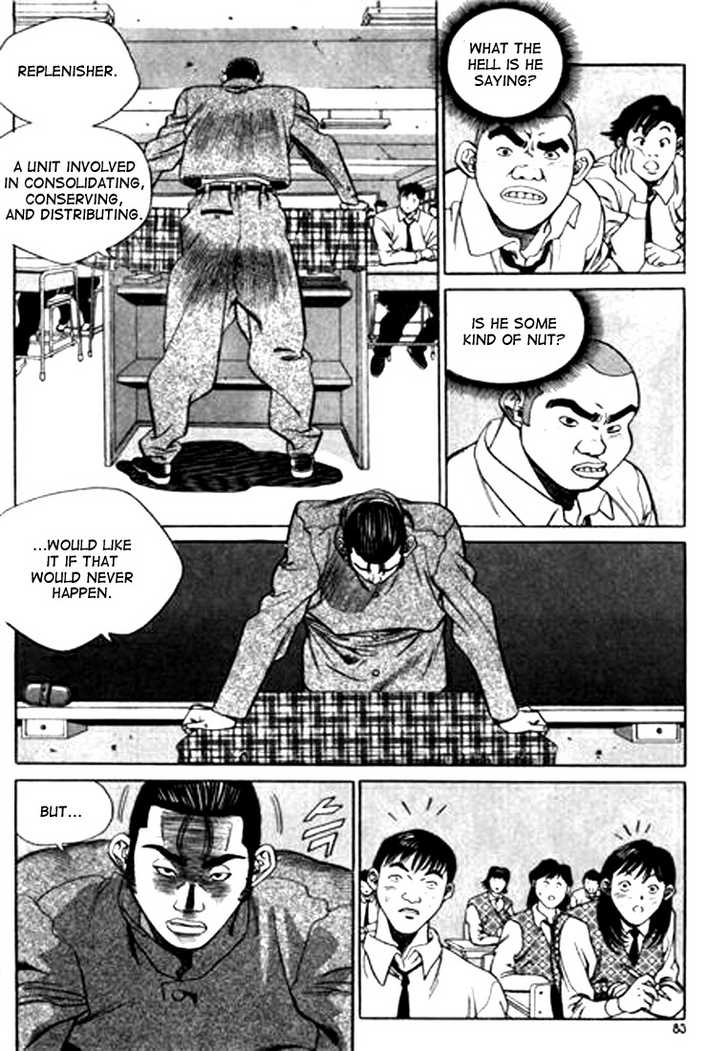 REPLENISHER.
A UNIT INVOLVED
IN CONSOLIDATING,
CONSERVING,
AND DISTRIBUTING.
WHAT THE
HELL IS HE
SAYING?
IS HE SOME
KIND OF NUT?
...WOULD LIKE
IT IF THAT
WOULD NEVER
HAPPEN.
BUT...
83